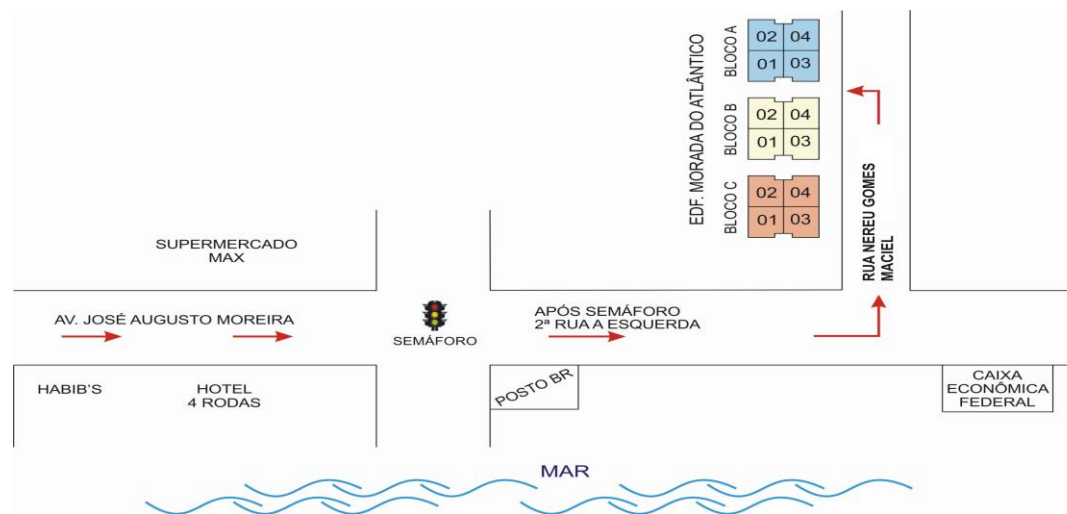 EDF. MORADA DO ATLÂNTICO
BLOCO A
02 04
01 03
BLOCO B
02 04
01 03
BLOCO C
02 04
01 03
RUA NEREU GOMES
MACIEL
SUPERMERCADO
MAX
AV. JOSÉ AUGUSTO MOREIRA
SEMÁFORO
APÓS SEMÁFORO
2ª RUA A ESQUERDA
HABIB'S
HOTEL
4 RODAS
POSTO BR
CAIXA
ECONÔMICA
FEDERAL
MAR